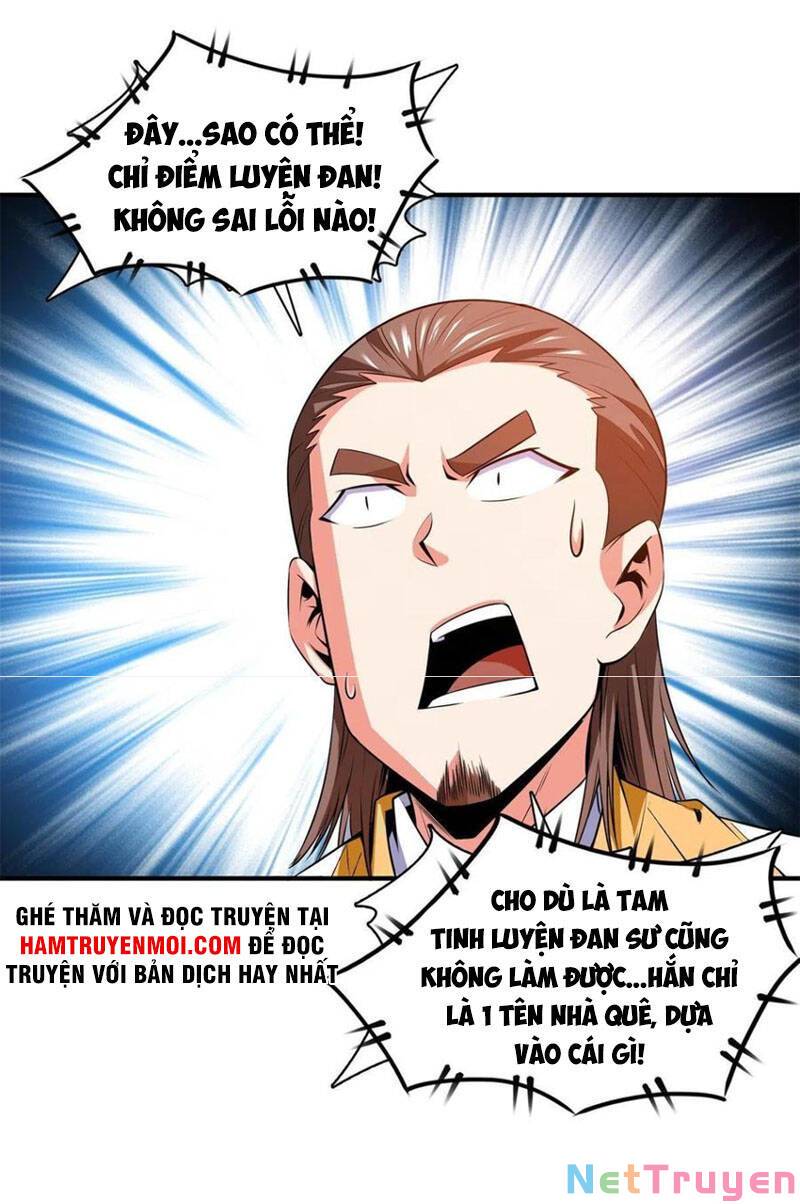 ĐÂY...SAO CÓ THỂ!
CHỈ ĐIỂM LUYỆN ĐAN!
KHÔNG SAI LỖI NÀO!
GHÉ THĂM VÀ ĐỌC TRUYỆN TẠI
HAMTRUYENMOI.COM ĐỂ ĐỌC
TRUYỆN VỚI BẢN DỊCH HAY NHẤT
CHO DÙ LÀ TAM
TINH LUYỆN ĐAN SƯ CŨNG
KHÔNG LÀM ĐƯỢC...HẮN CHỈ
LÀ 1 TÊN NHÀ QUÊ, DỰA
VÀO CÁI GÌ!
NetTruyen